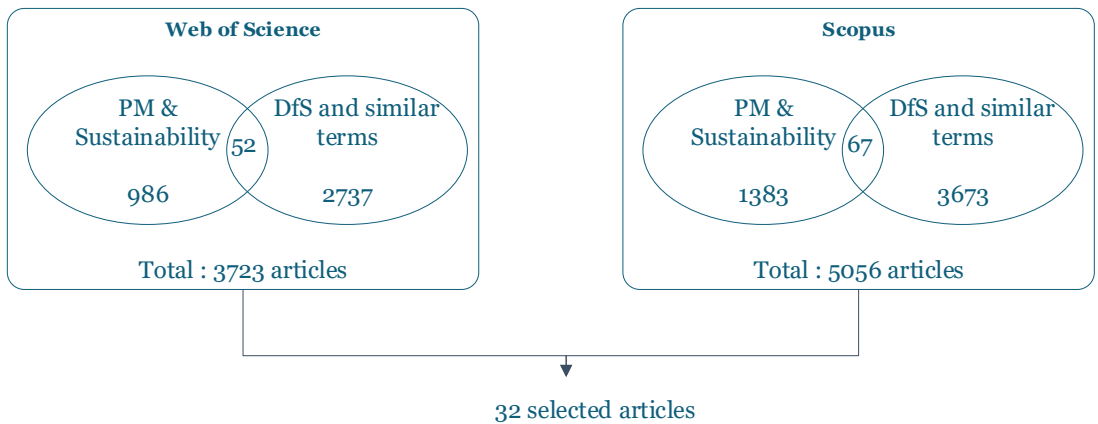 Web of Science
PM &
Sustainability
52
DfS and similar
terms
986
2737
Total : 3723 articles
Scopus
PM &
Sustainability
67
DfS and similar
terms
1383
3673
Total : 5056 articles
32 selected articles